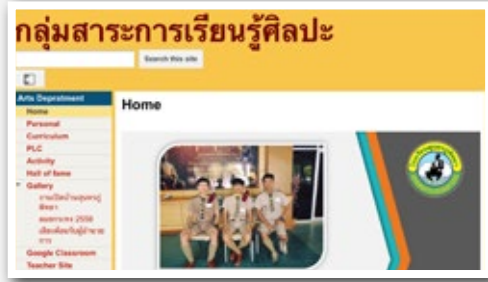 กลุ่มสาระการเรียนรู้ศิลปะ
Search this site
Arts Depratment
Home
Home
Personal
Curriculum
PLC
Activity
Hall of fame
Gallery
Google Classroom
Teacher Site